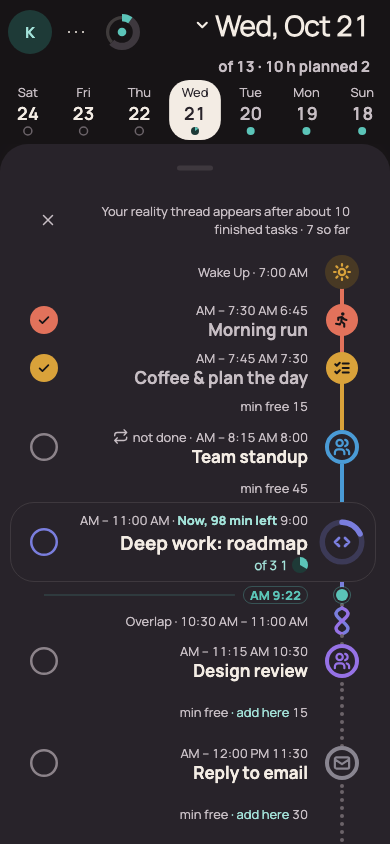 K ... Wed, Oct 21
of 13 · 10 h planned 2
Sat Fri Thu Wed Tue Mon Sun
24 23 22 21 20 19 18
Your reality thread appears after about 10
finished tasks · 7 so far
Wake Up · 7:00 AM
AM – 7:30 AM 6:45
Morning run
AM – 7:45 AM 7:30
Coffee & plan the day
min free 15
not done · AM – 8:15 AM 8:00
Team standup
min free 45
AM – 11:00 AM · Now, 98 min left 9:00
Deep work: roadmap
of 3 1
AM 9:22
Overlap · 10:30 AM – 11:00 AM
AM – 11:15 AM 10:30
Design review
min free · add here 15
AM – 12:00 PM 11:30
Reply to email
min free · add here 30